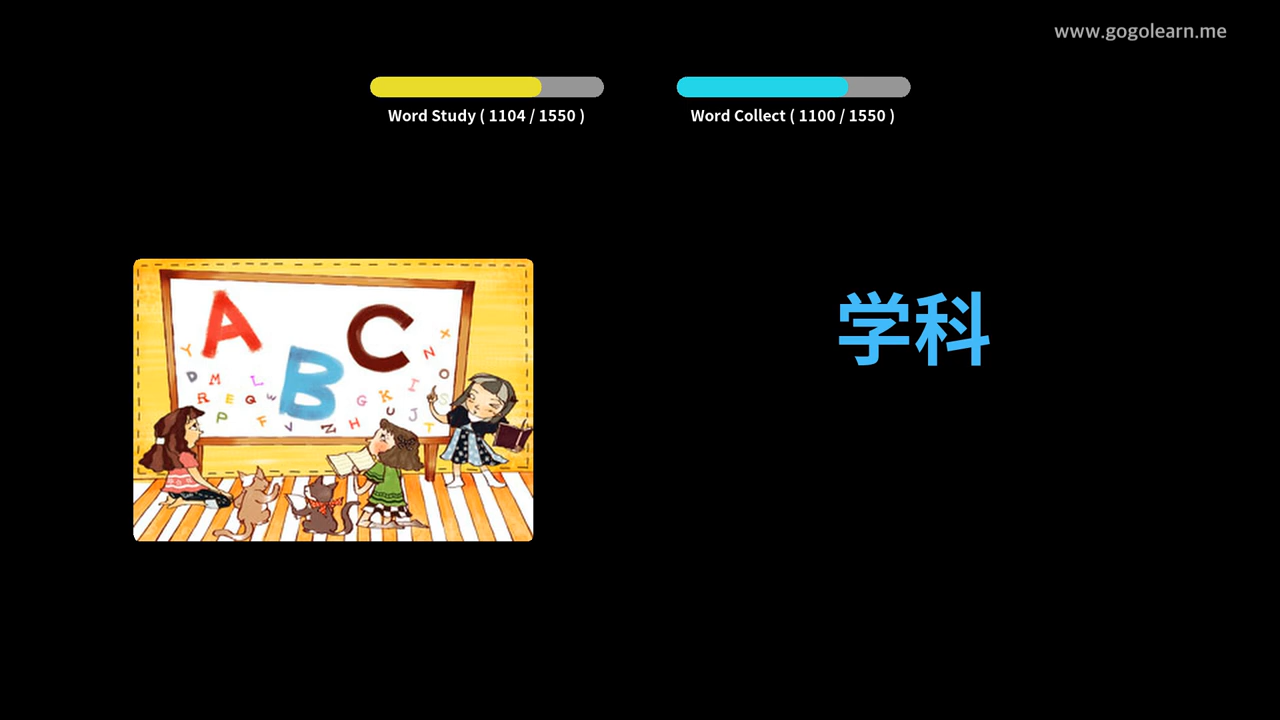 www.gogolearn.me
Word Study ( 1104 / 1550 )
Word Collect ( 1100 / 1550 )
学科
A
B
C
Y
X
N
O
D M L I
R E Q W G K S
P F V Z H U J T